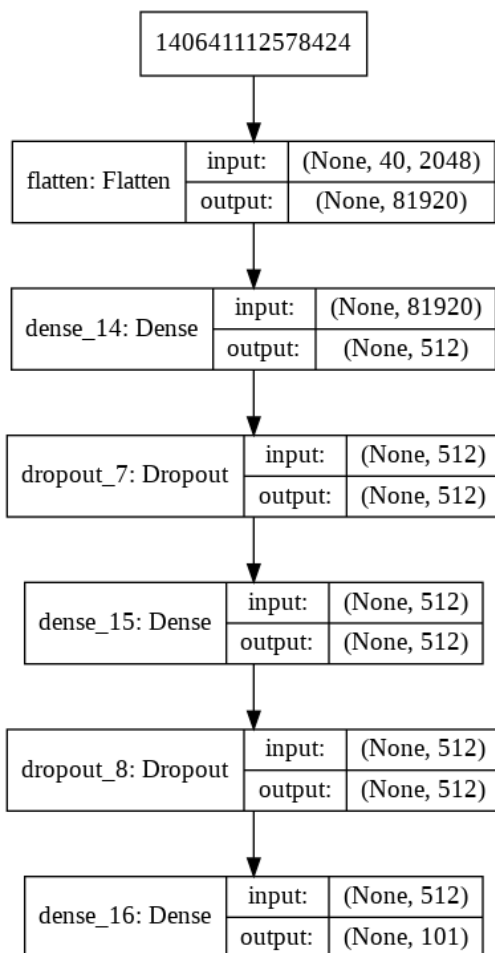 140641112578424
flatten: Flatten
input:
(None, 40, 2048)
output:
(None, 81920)
dense_14: Dense
input:
(None, 81920)
output:
(None, 512)
dropout_7: Dropout
input:
(None, 512)
output:
(None, 512)
dense_15: Dense
input:
(None, 512)
output:
(None, 512)
dropout_8: Dropout
input:
(None, 512)
output:
(None, 512)
dense_16: Dense
input:
(None, 512)
output:
(None, 101)